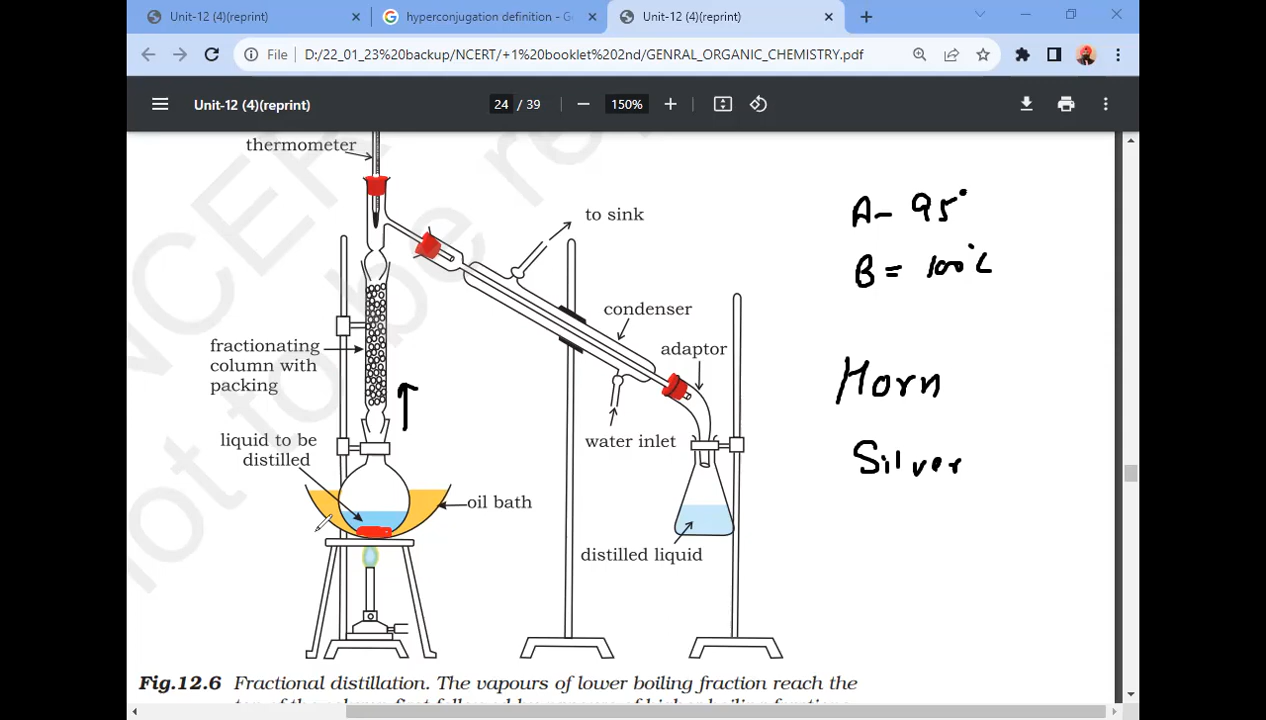 Unit-12 (4)(reprint)
hyperconjugation definition - G
Unit-12 (4)(reprint)
File
D:/22_01_23%20backup/NCERT/+1%20booklet%202nd/GENRAL_ORGANIC_CHEMISTRY.pdf
Unit-12 (4)(reprint)
24 / 39
150%
thermometer
to sink
A- 95°
B = 100°C
condenser
fractionating
column with
packing
adaptor
Horn
liquid to be
distilled
water inlet
Silver
oil bath
distilled liquid
Fig.12.6 Fractional distillation. The vapours of lower boiling fraction reach the